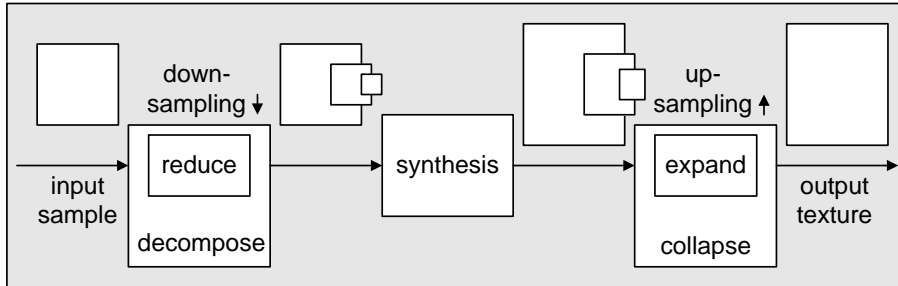 down-
sampling
reduce
decompose
input
sample
synthesis
up-
sampling
expand
collapse
output
texture